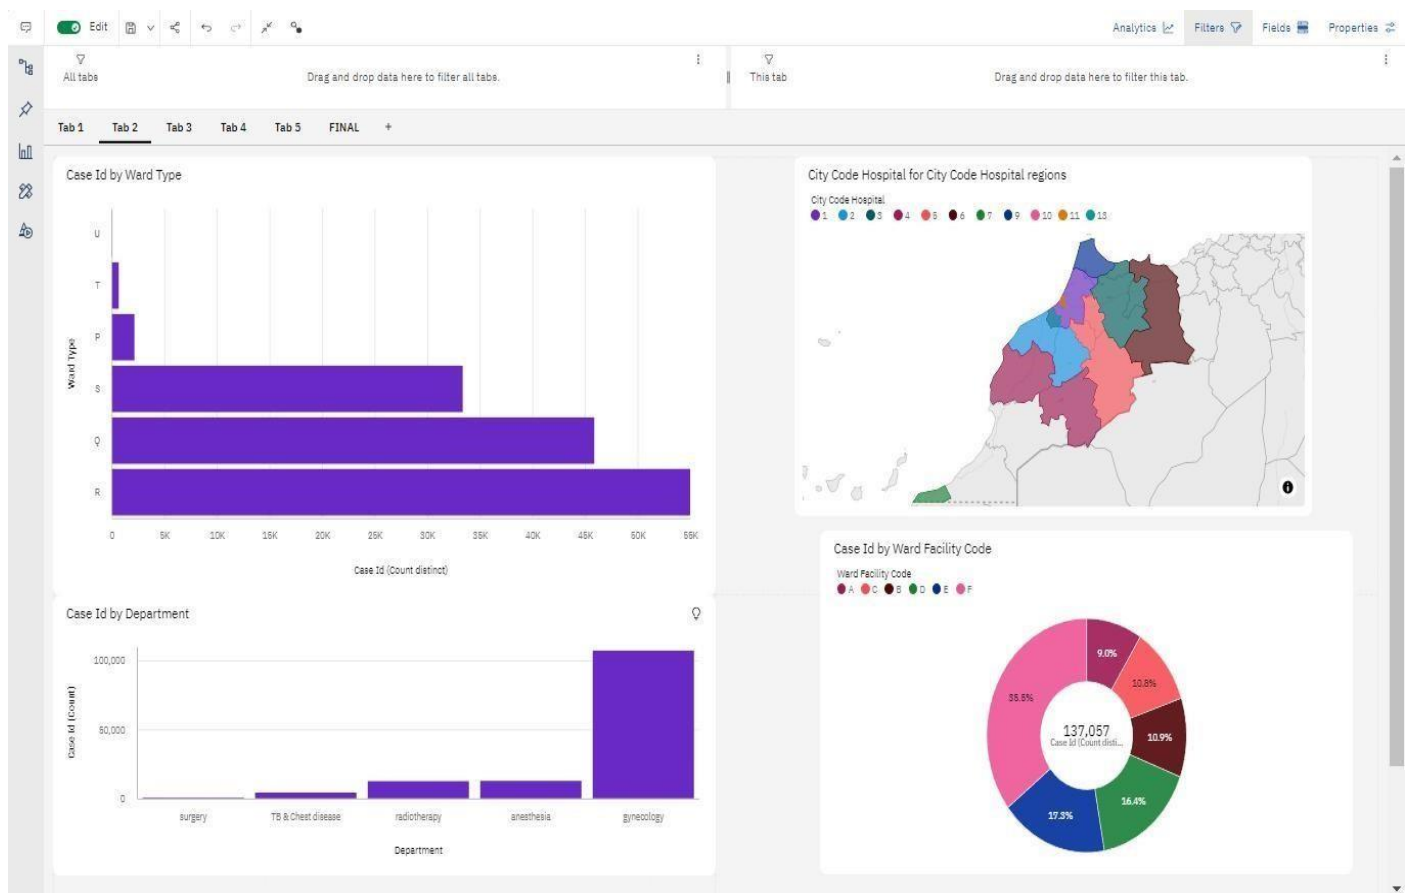 Edit
Analytics
Filters
Fields
Properties
All tabs
Drag and drop data here to filter all tabs.
This tab
Drag and drop data here to filter this tab.
Tab 1 Tab 2 Tab 3 Tab 4 Tab 5 FINAL +
Case Id by Ward Type
Ward Type
U
T
P
S
Q
R
0 5K 10K 15K 20K 25K 30K 35K 40K 45K 50K 55K
Case Id (Count distinct)
City Code Hospital for City Code Hospital regions
City Code Hospital
1 2 3 4 5 6 7 9 10 11 13
Case Id by Department
Case Id (Count)
100,000
50,000
0
surgery TB & Chest disease radiotherapy anesthesia gynecology
Department
Case Id by Ward Facility Code
Ward Facility Code
A C B D E F
9.0%
10.8%
10.9%
16.4%
17.3%
35.5%
137,057
Case Id (Count disti...